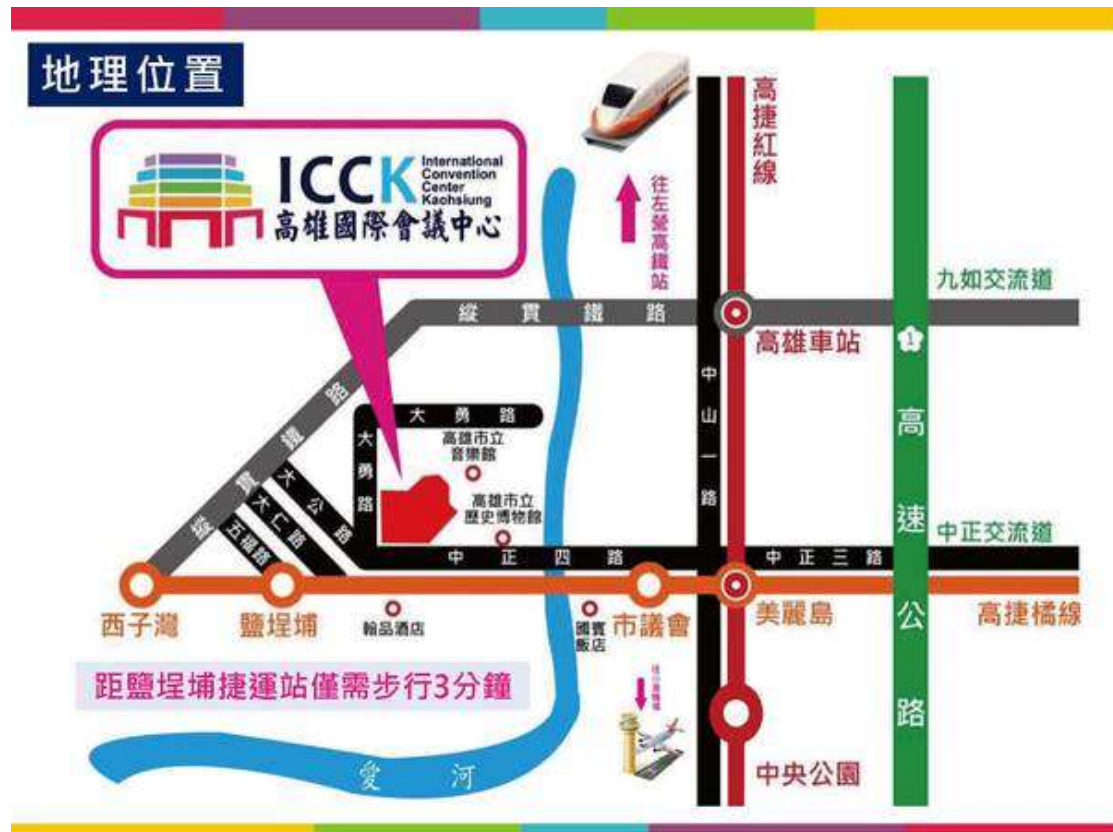 地理位置
ICCK
International
Convention
Center
Kaohsiung
高雄國際會議中心
往左營高鐵站
高捷紅線
九如交流道
縱貫鐵路
高雄車站
1
高速公路
中山一路
縱貫鐵路
大勇路
大勇路
高雄市立
音樂館
高雄市立
歷史博物館
大公路
大仁路
五福路
中正四路
中正三路
中正交流道
西子灣
鹽埕埔
翰品酒店
國賓
飯店
市議會
美麗島
高捷橘線
距鹽埕埔捷運站僅需步行3分鐘
往小港機場
中央公園
愛河